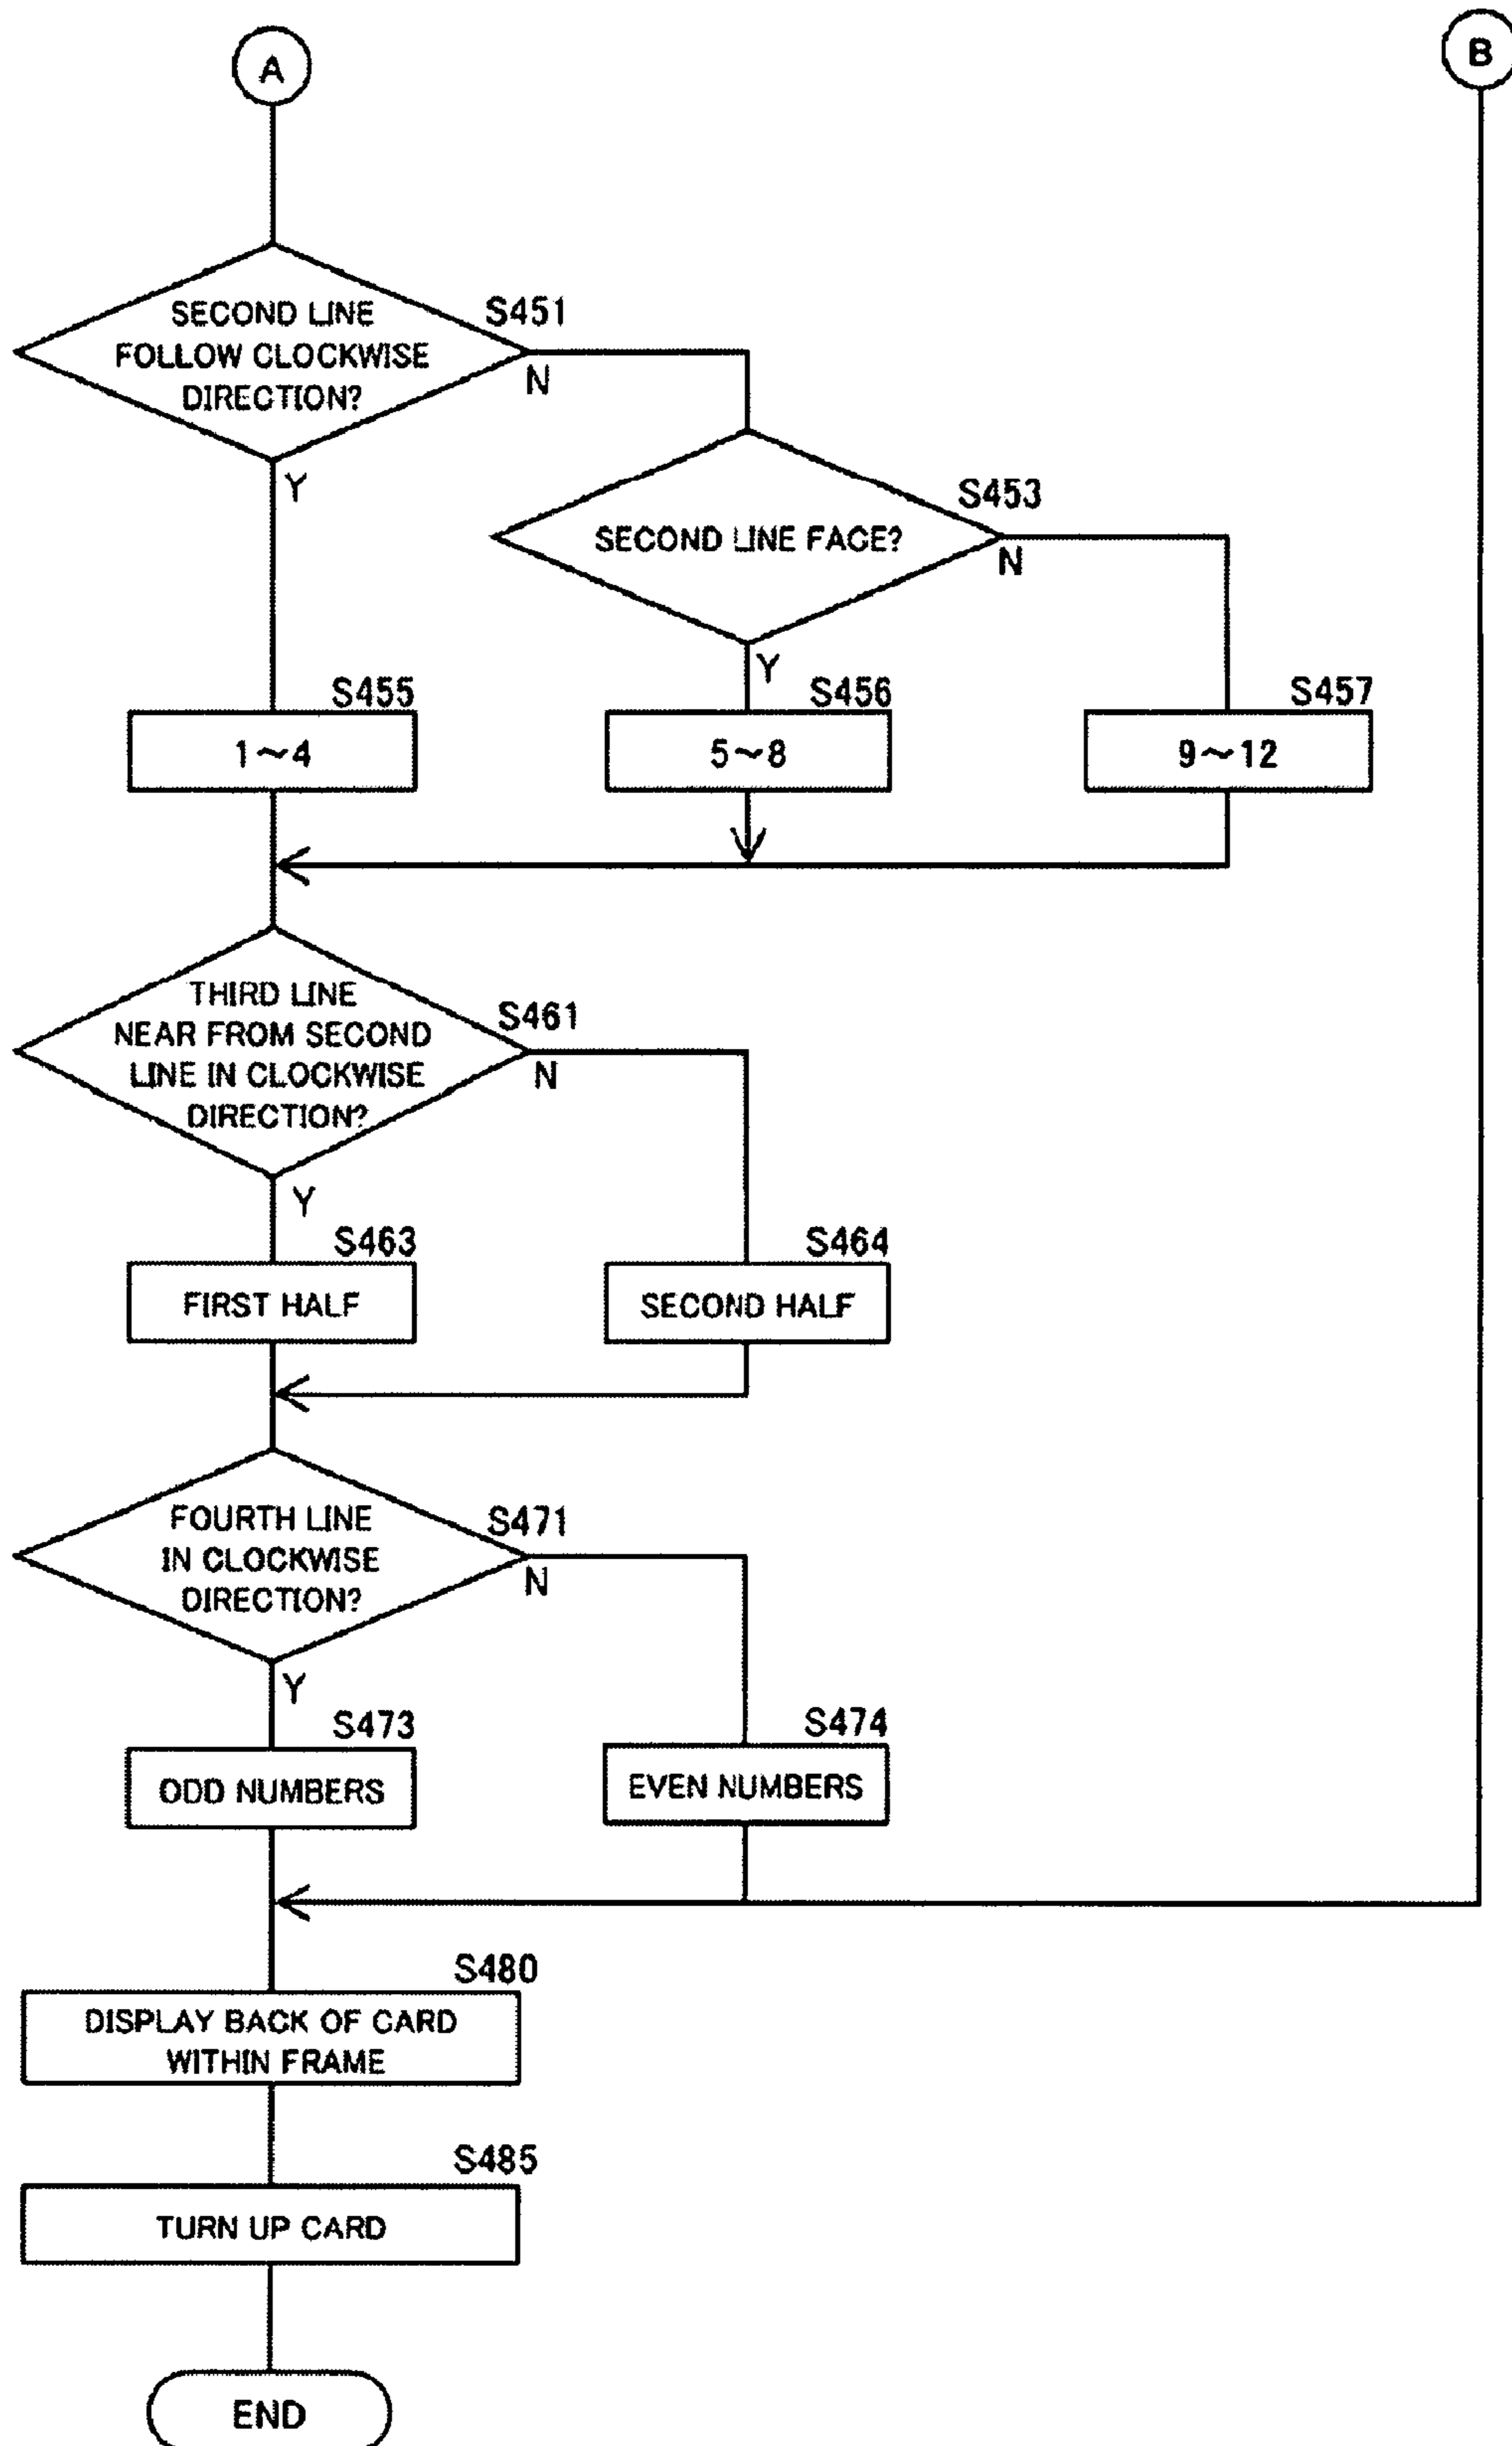 A
B
SECOND LINE
FOLLOW CLOCKWISE
DIRECTION?
S451
N
Y
SECOND LINE FACE?
S453
N
Y
S455
1～4
S456
5～8
S457
9～12
THIRD LINE
NEAR FROM SECOND
LINE IN CLOCKWISE
DIRECTION?
S461
N
Y
S463
FIRST HALF
S464
SECOND HALF
FOURTH LINE
IN CLOCKWISE
DIRECTION?
S471
N
Y
S473
ODD NUMBERS
S474
EVEN NUMBERS
S480
DISPLAY BACK OF CARD
WITHIN FRAME
S485
TURN UP CARD
END